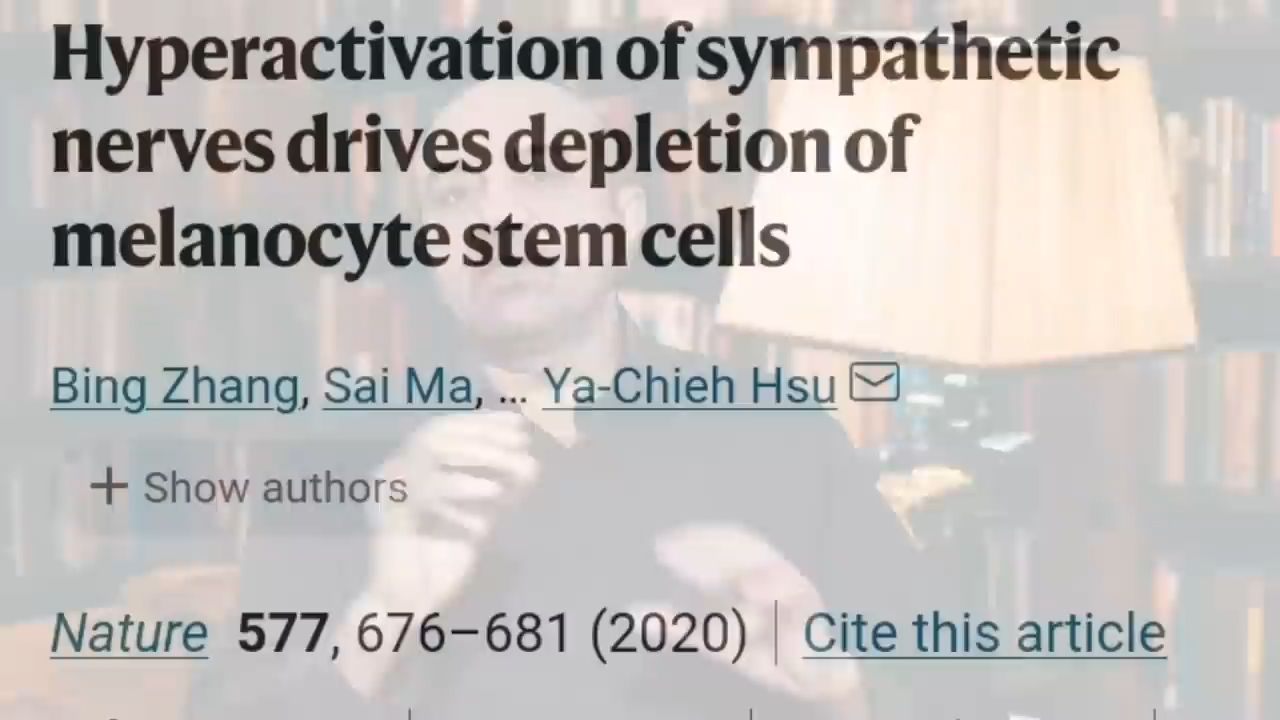 Hyperactivation of sympathetic
nerves drives depletion of
melanocyte stem cells
Bing Zhang, Sai Ma, ... Ya-Chieh Hsu
+ Show authors
Nature 577, 676–681 (2020) | Cite this article